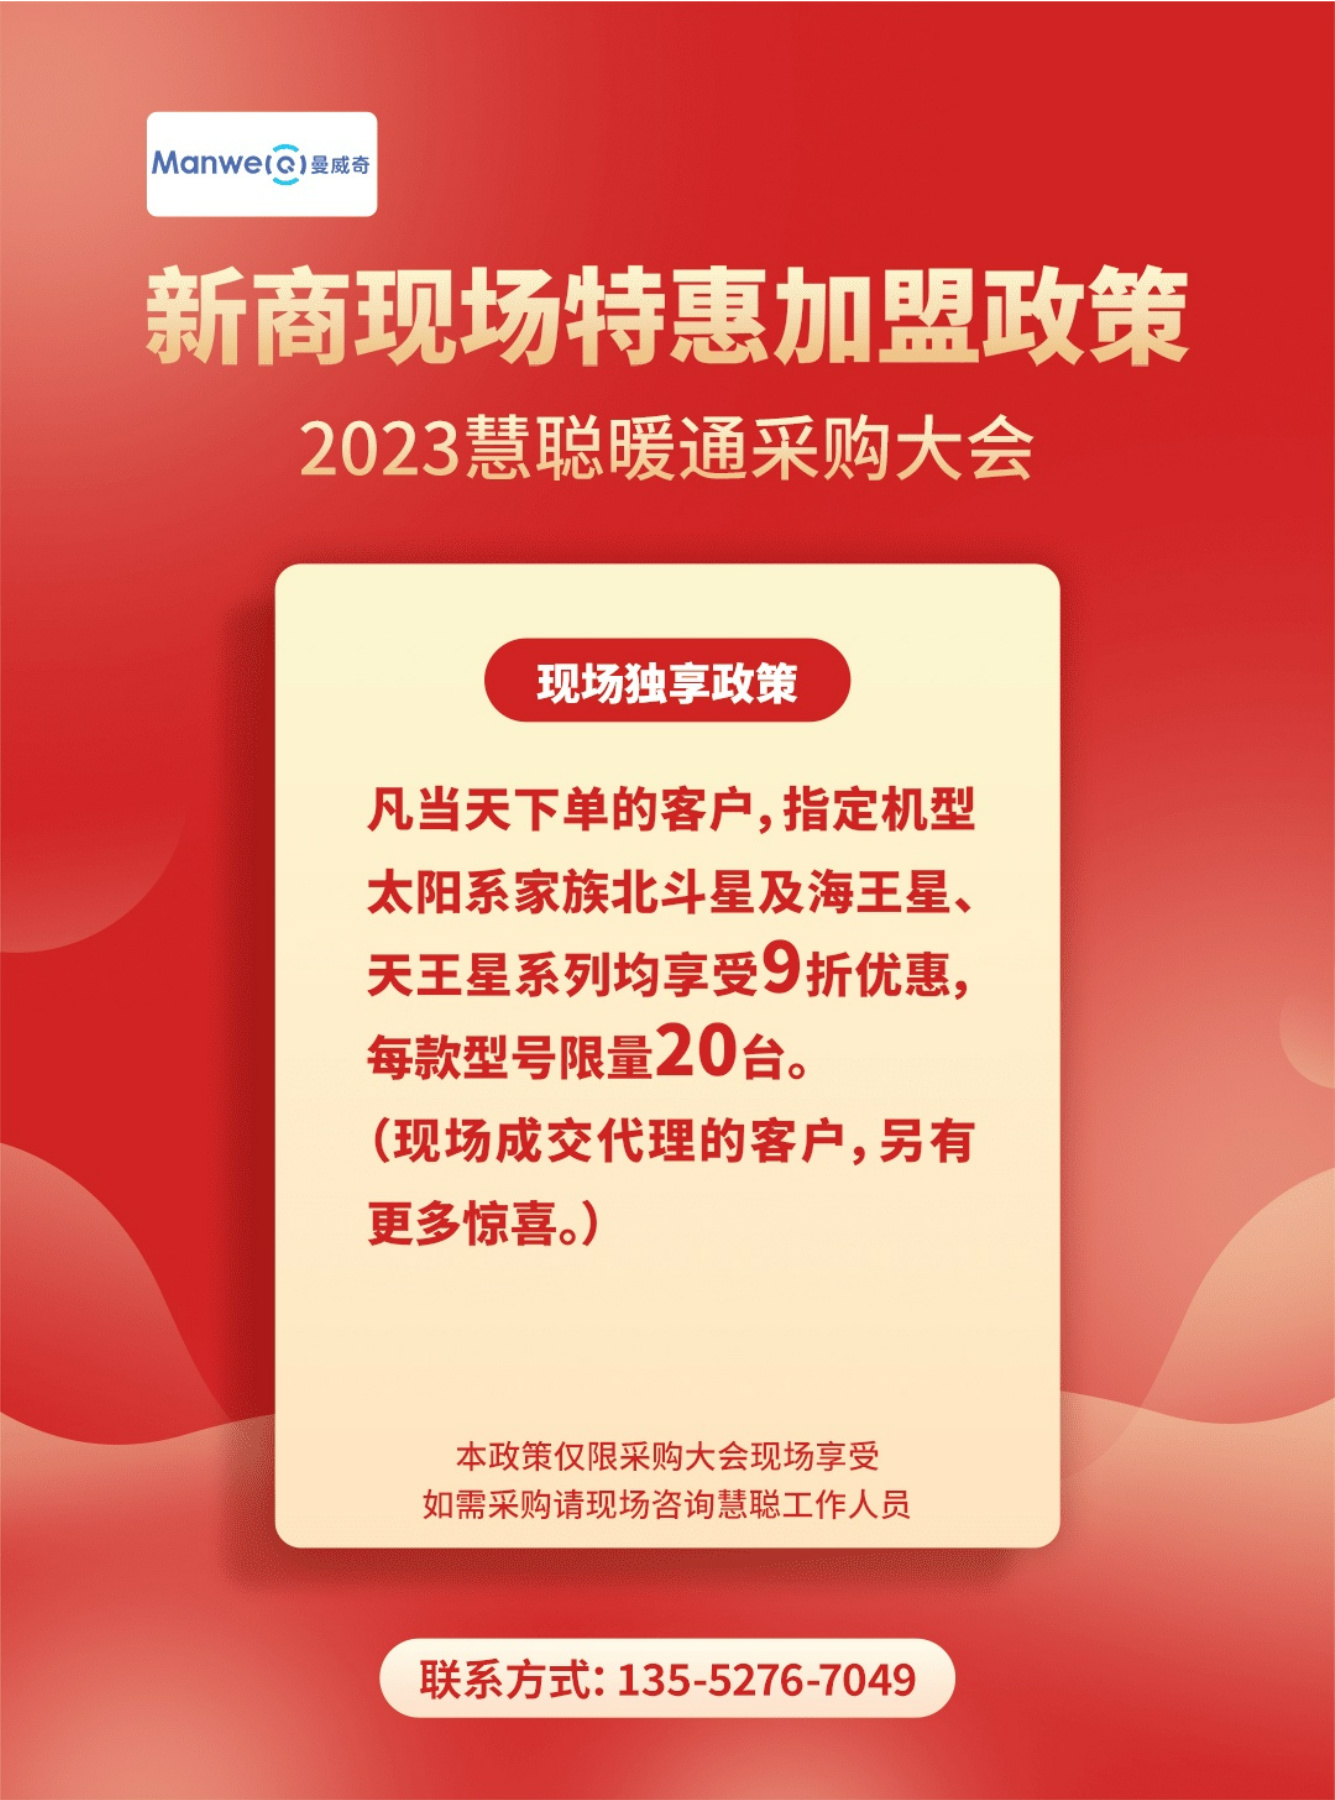 Manwe(Q)曼威奇
新商现场特惠加盟政策
2023慧聪暖通采购大会
现场独享政策
凡当天下单的客户，指定机型
太阳系家族北斗星及海王星、
天王星系列均享受9折优惠，
每款型号限量20台。
（现场成交代理的客户，另有
更多惊喜。）
本政策仅限采购大会现场享受
如需采购请现场咨询慧聪工作人员
联系方式：135-5276-7049